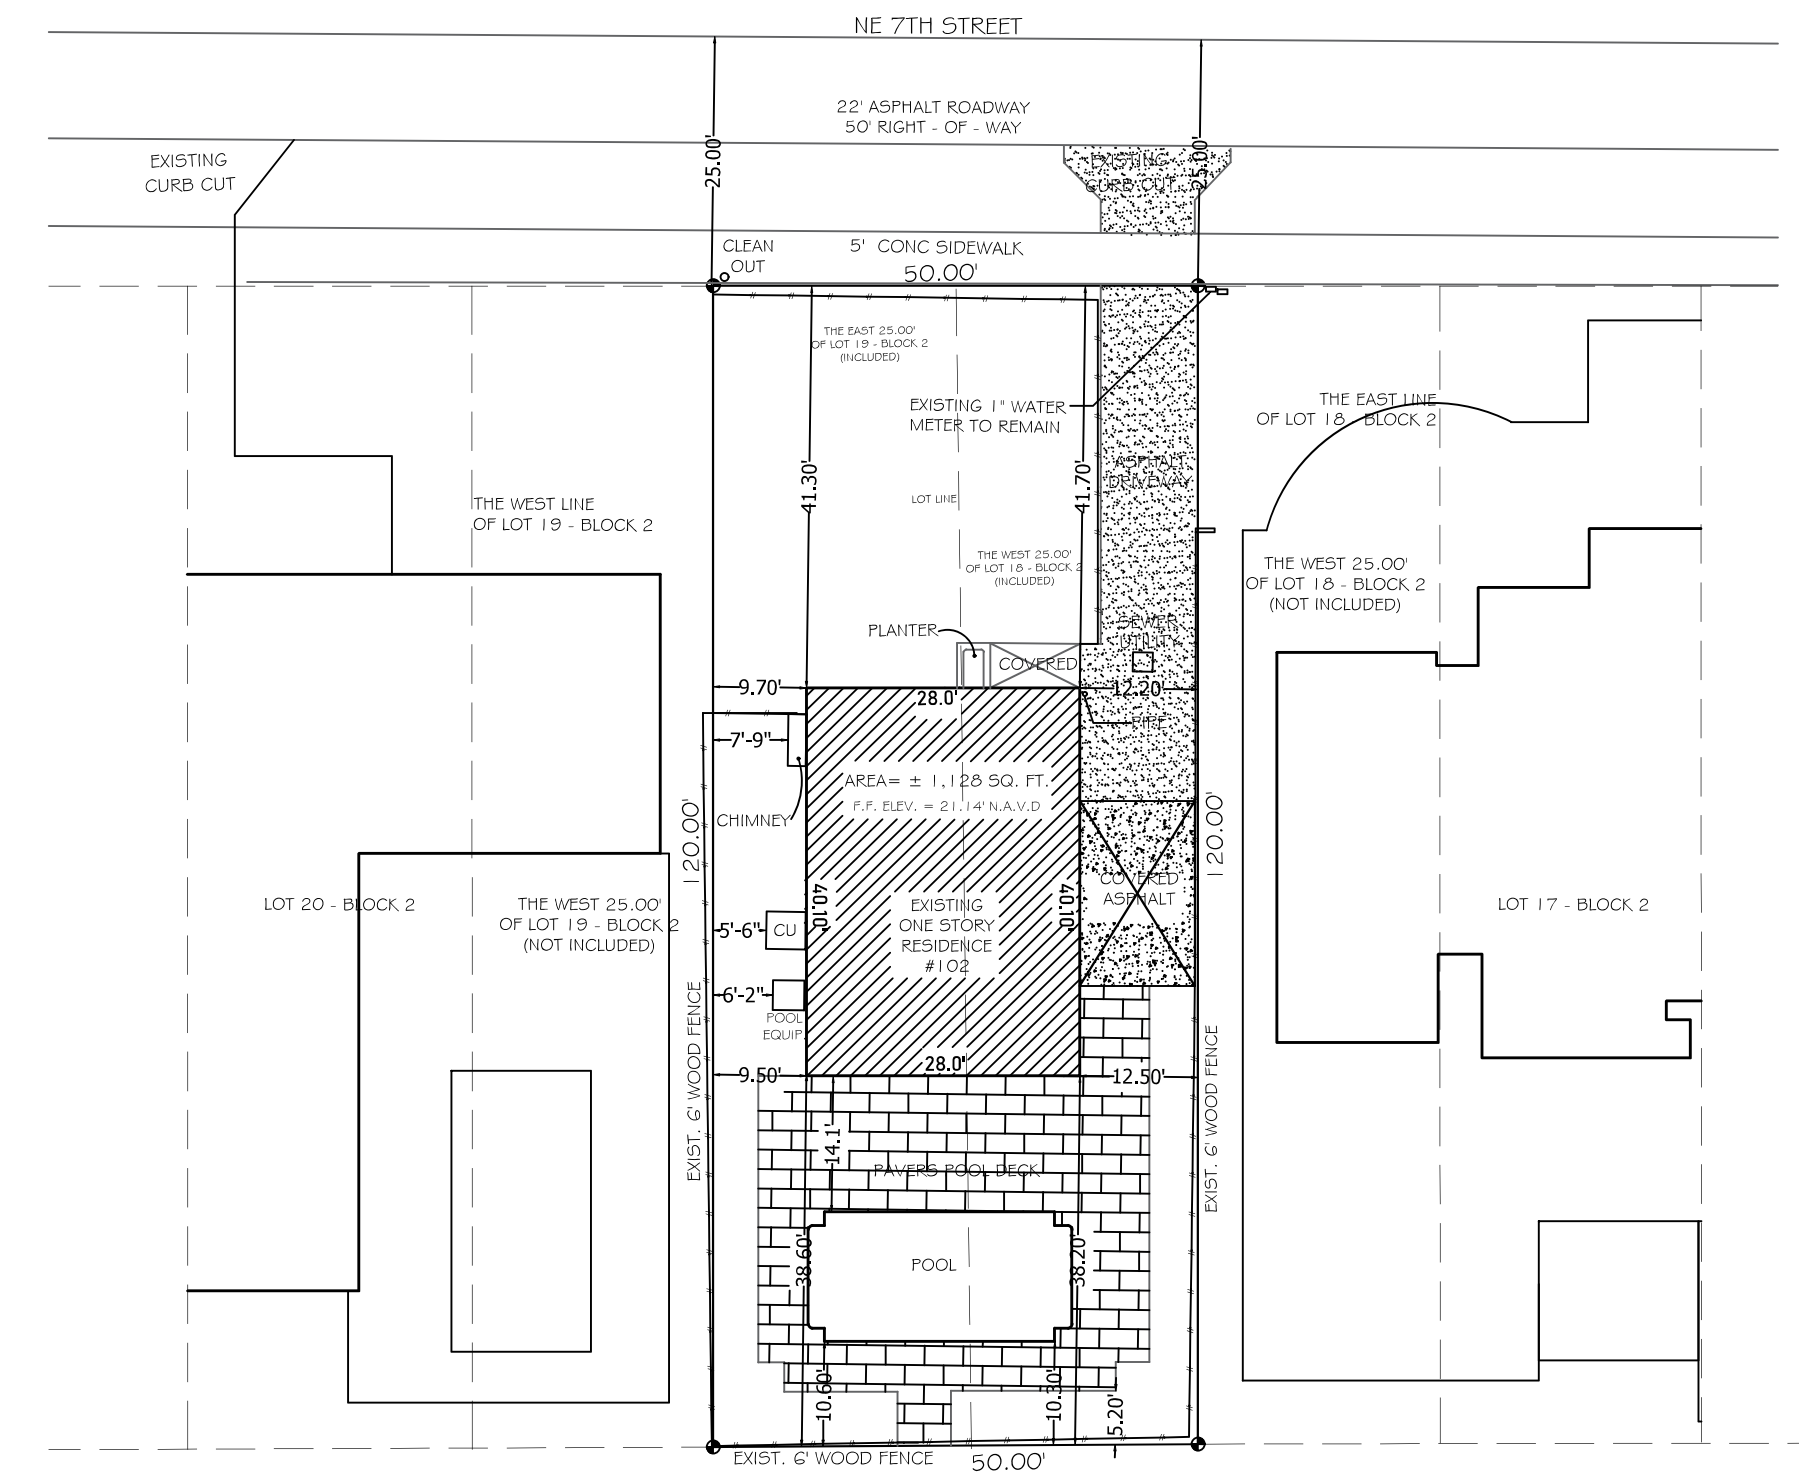 NE 7TH STREET
22' ASPHALT ROADWAY
50' RIGHT - OF - WAY
25.00'
25.00'
EXISTING
CURB CUT
EXISTING
CURB CUT
CLEAN
OUT
5' CONC SIDEWALK
50.00'
THE EAST 25.00'
OF LOT 19 - BLOCK 2
(INCLUDED)
EXISTING 1" WATER
METER TO REMAIN
THE EAST LINE
OF LOT 18 - BLOCK 2
41.30'
41.70'
ASPHALT
DRIVEWAY
LOT LINE
THE WEST LINE
OF LOT 19 - BLOCK 2
THE WEST 25.00'
OF LOT 18 - BLOCK 2
(INCLUDED)
THE WEST 25.00'
OF LOT 18 - BLOCK 2
(NOT INCLUDED)
PLANTER
COVERED
SEWER
UTILITY
9.70'
28.0'
12.20'
PIPE
7'-9"
AREA= ± 1,128 SQ. FT.
F.F. ELEV. = 21.14' N.A.V.D
CHIMNEY
120.00'
120.00'
40.10'
40.10'
COVERED
ASPHALT
LOT 20 - BLOCK 2
THE WEST 25.00'
OF LOT 19 - BLOCK 2
(NOT INCLUDED)
5'-6"
CU
EXISTING
ONE STORY
RESIDENCE
#102
LOT 17 - BLOCK 2
6'-2"
POOL
EQUIP.
EXIST. 6' WOOD FENCE
EXIST. 6' WOOD FENCE
9.50'
28.0'
12.50'
14.1'
PAVERS POOL DECK
POOL
38.60'
38.20'
10.60'
10.30'
5.20'
EXIST. 6' WOOD FENCE
50.00'